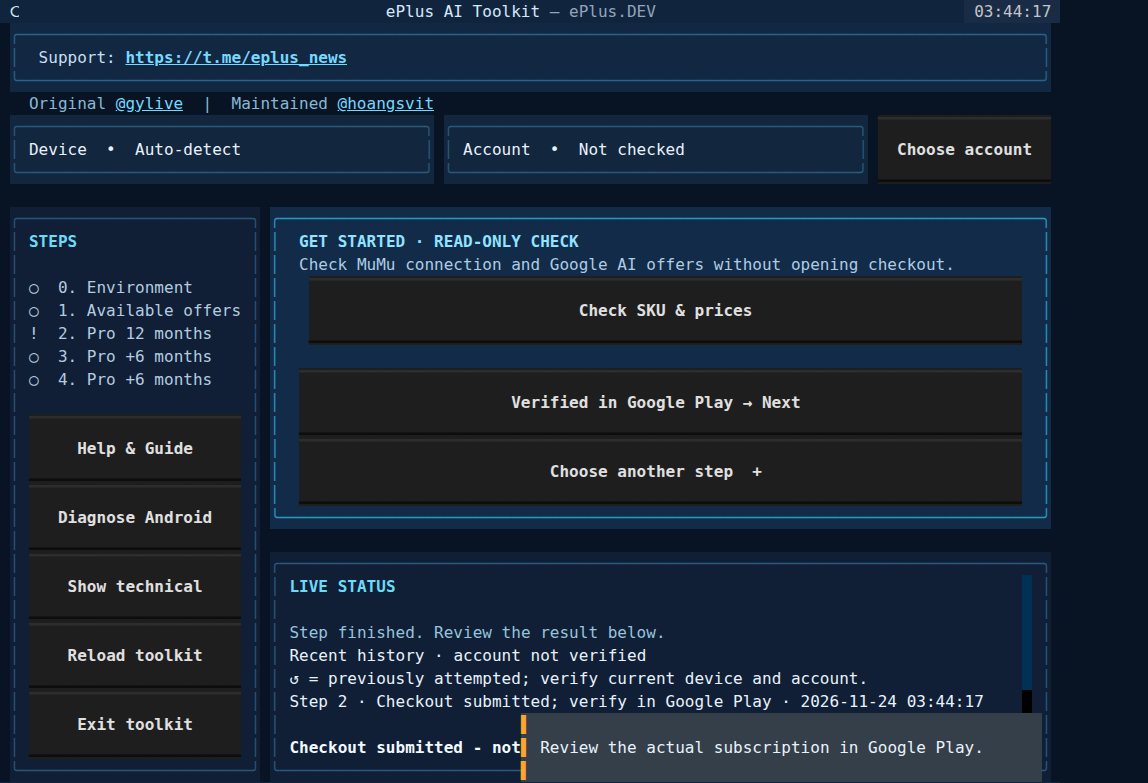 C ePlus AI Toolkit — ePlus.DEV 03:44:17
Support: https://t.me/eplus_news
Original @gylive | Maintained @hoangsvit
Device • Auto-detect
Account • Not checked
Choose account
STEPS
○ 0. Environment
○ 1. Available offers
! 2. Pro 12 months
○ 3. Pro +6 months
○ 4. Pro +6 months
Help & Guide
Diagnose Android
Show technical
Reload toolkit
Exit toolkit
GET STARTED · READ-ONLY CHECK
Check MuMu connection and Google AI offers without opening checkout.
Check SKU & prices
Verified in Google Play → Next
Choose another step +
LIVE STATUS
Step finished. Review the result below.
Recent history · account not verified
↺ = previously attempted; verify current device and account.
Step 2 · Checkout submitted; verify in Google Play · 2026-11-24 03:44:17
Checkout submitted - not
Review the actual subscription in Google Play.